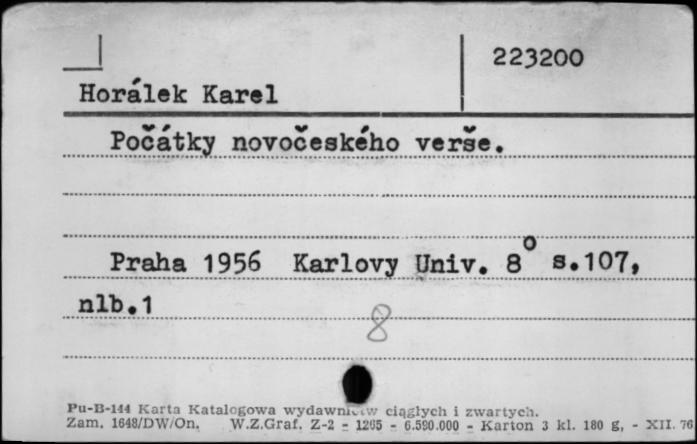 223200
Horálek Karel
Počátky novočeského verše.
Praha 1956 Karlovy Univ. 8° s.107,
nlb.1
8
Pu-B-144 Karta Katalogowa wydawnictw ciągłych i zwartych.
Zam. 1648/DW/On. W.Z.Graf. Z-2 - 1265 - 6.590.000 - Karton 3 kl. 180 g, - XII. 76